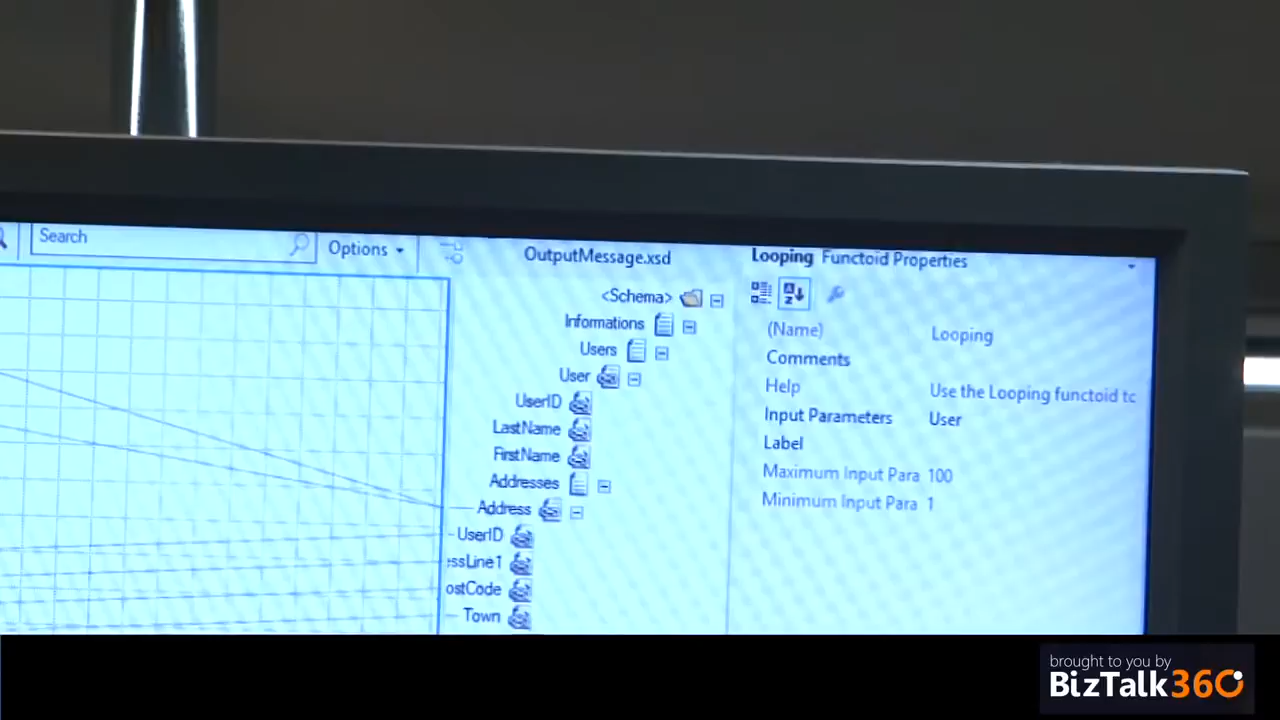 Search
Options
OutputMessage.xsd
<Schema>
Informations
Users
User
UserID
LastName
FirstName
Addresses
Address
UserID
ssLine1
ostCode
Town
Looping Functoid Properties
(Name) Looping
Comments
Help Use the Looping functoid tc
Input Parameters User
Label
Maximum Input Para 100
Minimum Input Para 1
brought to you by
BizTalk360